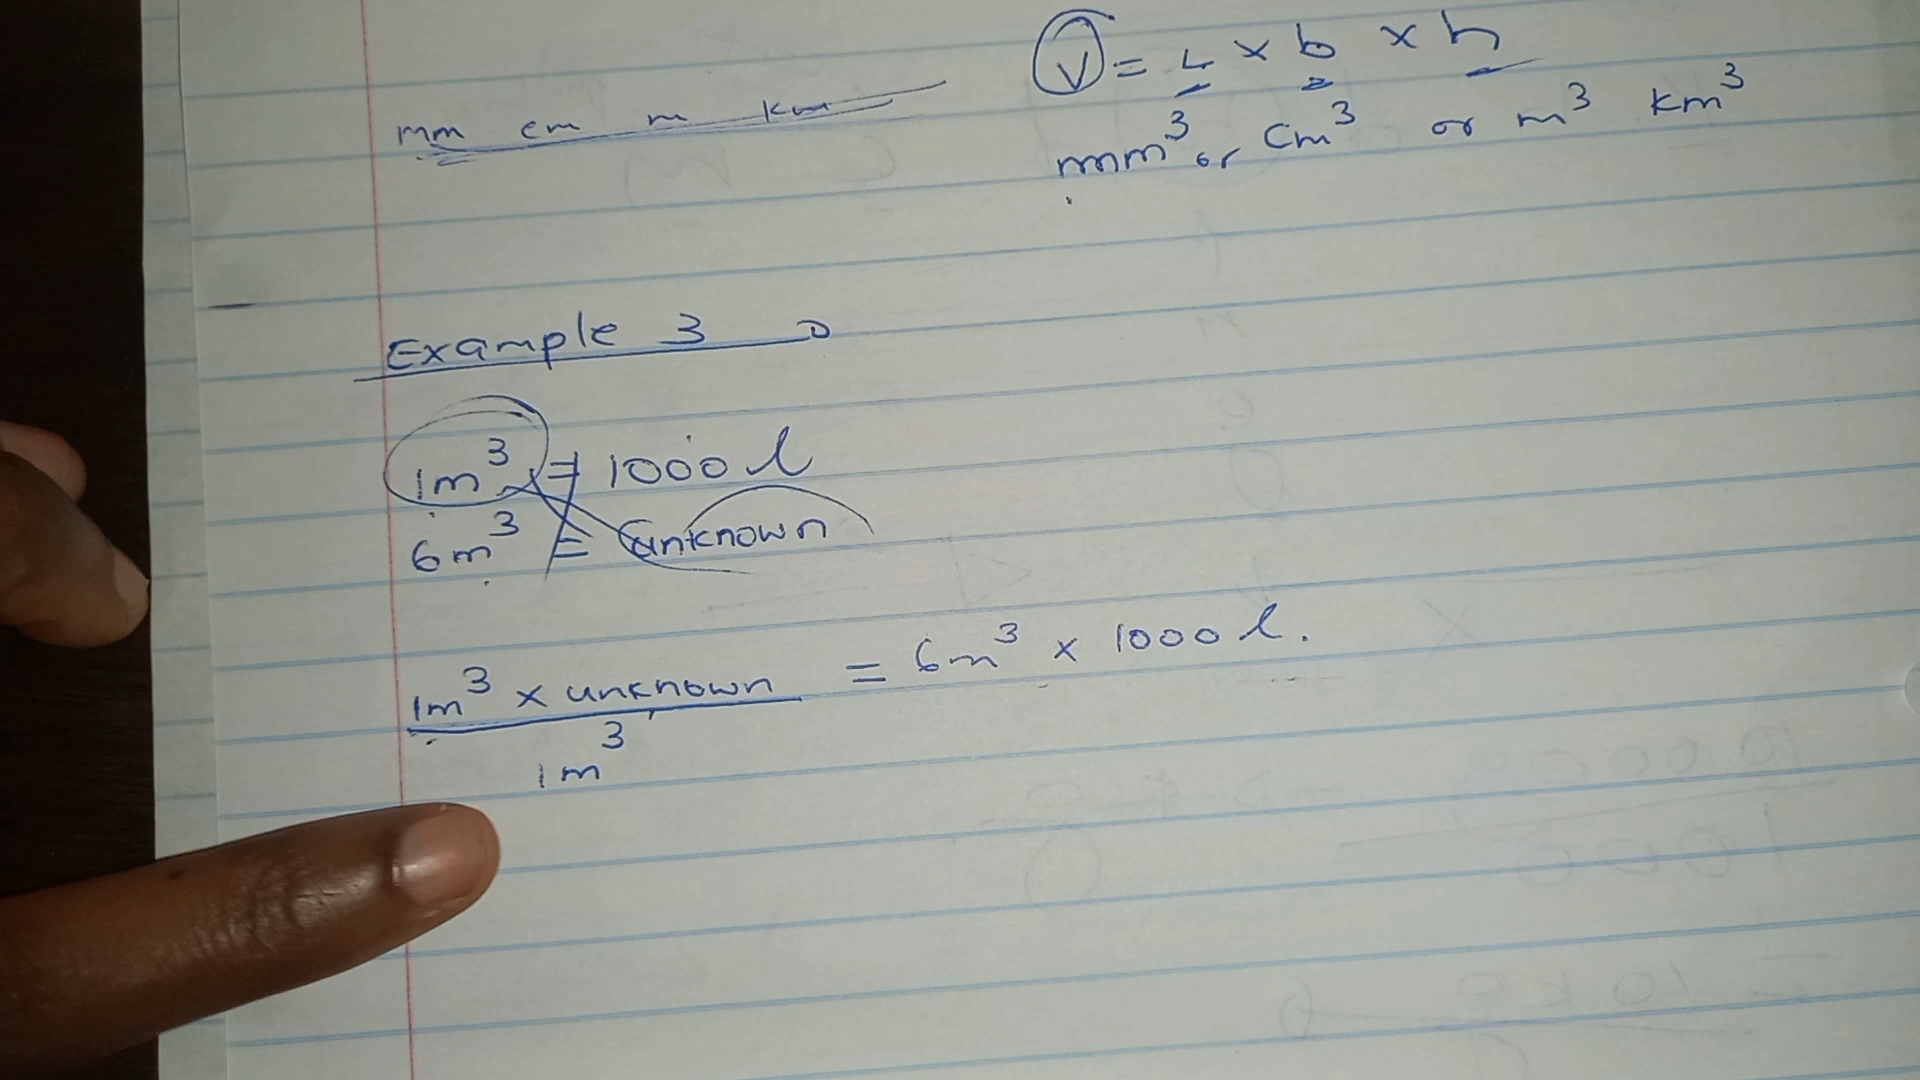 V = L x b x h
mm cm m km
mm³ or cm³ or m³ km³
Example 3
1m³ = 1000 l
6m³ = unknown
1m³ x unknown = 6m³ x 1000 l.
1m³